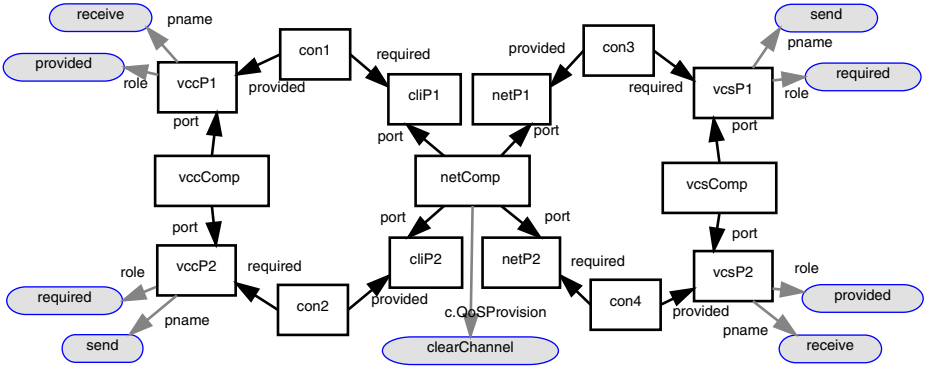 receive
pname
send
con1
con3
pname
provided
required
provided
provided
role
required
vccP1
provided
required
vcsP1
role
cliP1
netP1
port
port
port
port
vccComp
netComp
vcsComp
port
port
port
port
vccP2
required
cliP2
netP2
required
vcsP2
role
role
required
provided
provided
con2
con4
pname
c.QoSProvision
provided
pname
send
clearChannel
receive